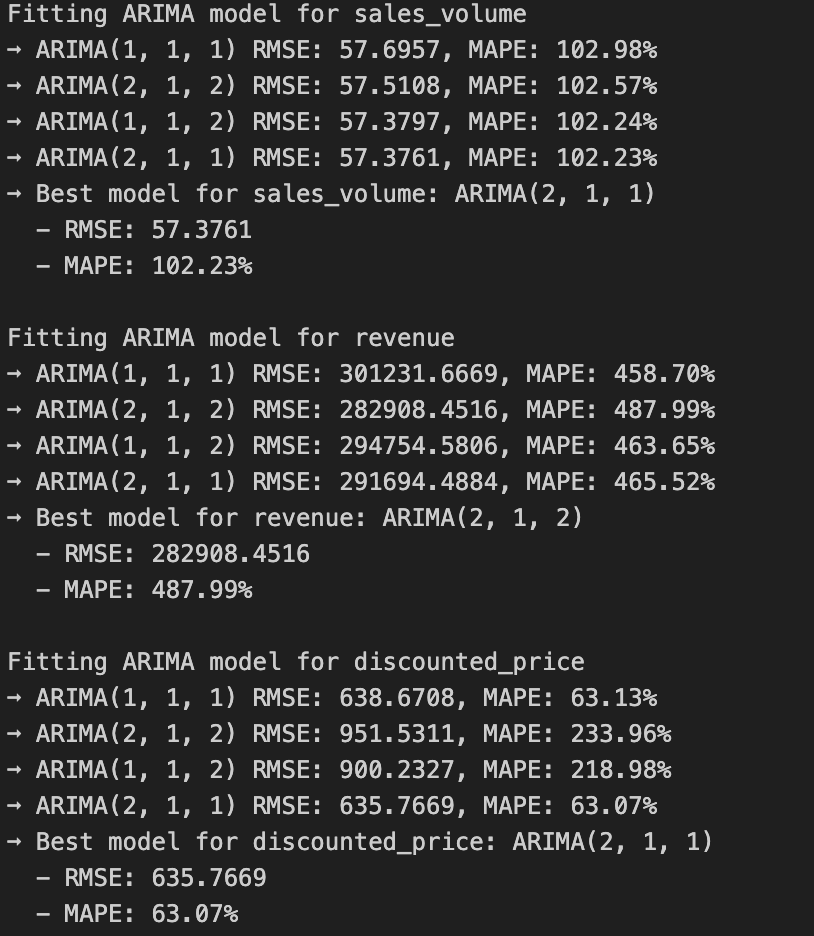 Fitting ARIMA model for sales_volume
→ ARIMA(1, 1, 1) RMSE: 57.6957, MAPE: 102.98%
→ ARIMA(2, 1, 2) RMSE: 57.5108, MAPE: 102.57%
→ ARIMA(1, 1, 2) RMSE: 57.3797, MAPE: 102.24%
→ ARIMA(2, 1, 1) RMSE: 57.3761, MAPE: 102.23%
→ Best model for sales_volume: ARIMA(2, 1, 1)
  – RMSE: 57.3761
  – MAPE: 102.23%

Fitting ARIMA model for revenue
→ ARIMA(1, 1, 1) RMSE: 301231.6669, MAPE: 458.70%
→ ARIMA(2, 1, 2) RMSE: 282908.4516, MAPE: 487.99%
→ ARIMA(1, 1, 2) RMSE: 294754.5806, MAPE: 463.65%
→ ARIMA(2, 1, 1) RMSE: 291694.4884, MAPE: 465.52%
→ Best model for revenue: ARIMA(2, 1, 2)
  – RMSE: 282908.4516
  – MAPE: 487.99%

Fitting ARIMA model for discounted_price
→ ARIMA(1, 1, 1) RMSE: 638.6708, MAPE: 63.13%
→ ARIMA(2, 1, 2) RMSE: 951.5311, MAPE: 233.96%
→ ARIMA(1, 1, 2) RMSE: 900.2327, MAPE: 218.98%
→ ARIMA(2, 1, 1) RMSE: 635.7669, MAPE: 63.07%
→ Best model for discounted_price: ARIMA(2, 1, 1)
  – RMSE: 635.7669
  – MAPE: 63.07%